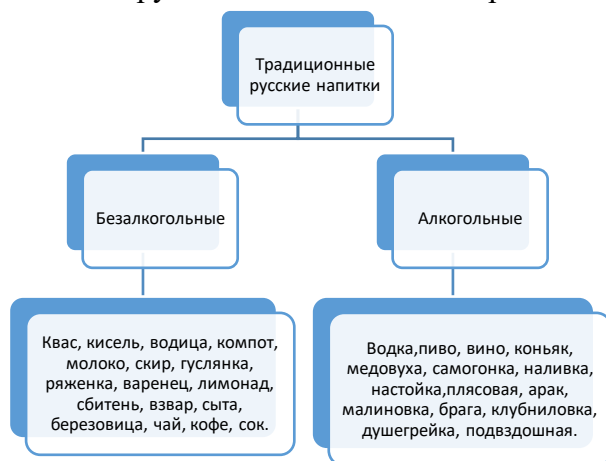 Традиционные
русские напитки
Безалкогольные
Алкогольные
Квас, кисель, водица, компот,
молоко, скир, гуслянка,
ряженка, варенец, лимонад,
сбитень, взвар, сыта,
березовица, чай, кофе, сок.
Водка,пиво, вино, коньяк,
медовуха, самогонка, наливка,
настойка,плясовая, арак,
малиновка, брага, клубниловка,
душегрейка, подвздошная.